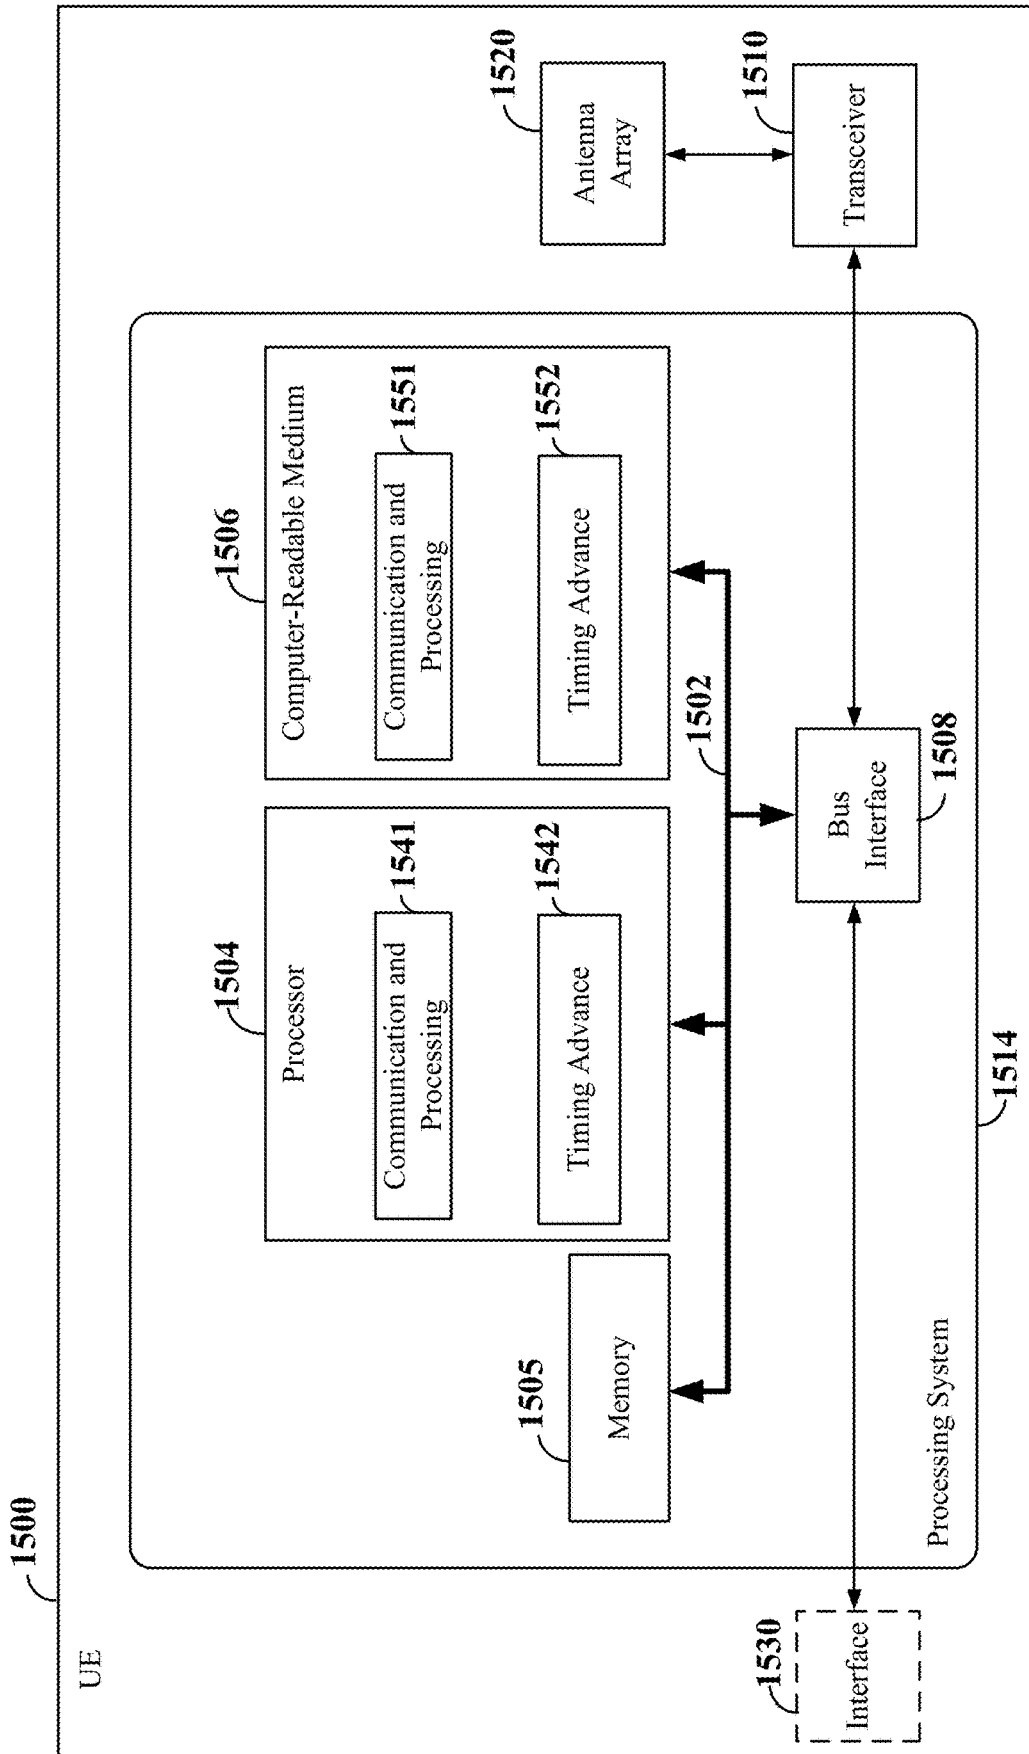 1500
UE
1514
Processing System
1504
Processor
1541
Communication and
Processing
1542
Timing Advance
1506
Computer-Readable Medium
1551
Communication and
Processing
1552
Timing Advance
1505
Memory
1502
1520
Antenna
Array
1530
Interface
Bus
Interface
1508
1510
Transceiver